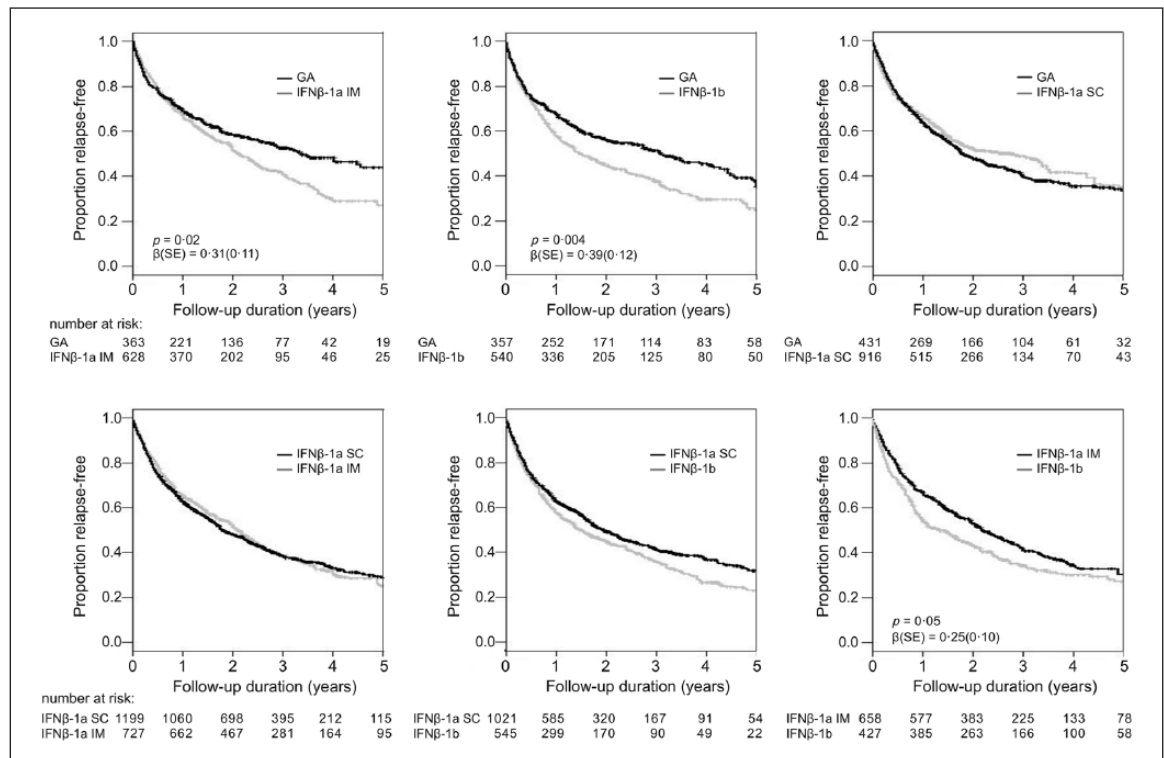 Proportion relapse-free
1.0
0.8
0.6
0.4
0.2
0.0
GA
IFNβ-1a IM
p = 0·02
β(SE) = 0·31(0·11)
0 1 2 3 4 5
Follow-up duration (years)
number at risk:
GA 363 221 136 77 42 19
IFNβ-1a IM 628 370 202 95 46 25
Proportion relapse-free
1.0
0.8
0.6
0.4
0.2
0.0
GA
IFNβ-1b
p = 0·004
β(SE) = 0·39(0·12)
0 1 2 3 4 5
Follow-up duration (years)
GA 357 252 171 114 83 58
IFNβ-1b 540 336 205 125 80 50
Proportion relapse-free
1.0
0.8
0.6
0.4
0.2
0.0
GA
IFNβ-1a SC
0 1 2 3 4 5
Follow-up duration (years)
GA 431 269 166 104 61 32
IFNβ-1a SC 916 515 266 134 70 43
Proportion relapse-free
1.0
0.8
0.6
0.4
0.2
0.0
IFNβ-1a SC
IFNβ-1a IM
0 1 2 3 4 5
Follow-up duration (years)
number at risk:
IFNβ-1a SC 1199 1060 698 395 212 115
IFNβ-1a IM 727 662 467 281 164 95
Proportion relapse-free
1.0
0.8
0.6
0.4
0.2
0.0
IFNβ-1a SC
IFNβ-1b
0 1 2 3 4 5
Follow-up duration (years)
IFNβ-1a SC 1021 585 320 167 91 54
IFNβ-1b 545 299 170 90 49 22
Proportion relapse-free
1.0
0.8
0.6
0.4
0.2
0.0
IFNβ-1a IM
IFNβ-1b
p = 0·05
β(SE) = 0·25(0·10)
0 1 2 3 4 5
Follow-up duration (years)
IFNβ-1a IM 658 577 383 225 133 78
IFNβ-1b 427 385 263 166 100 58